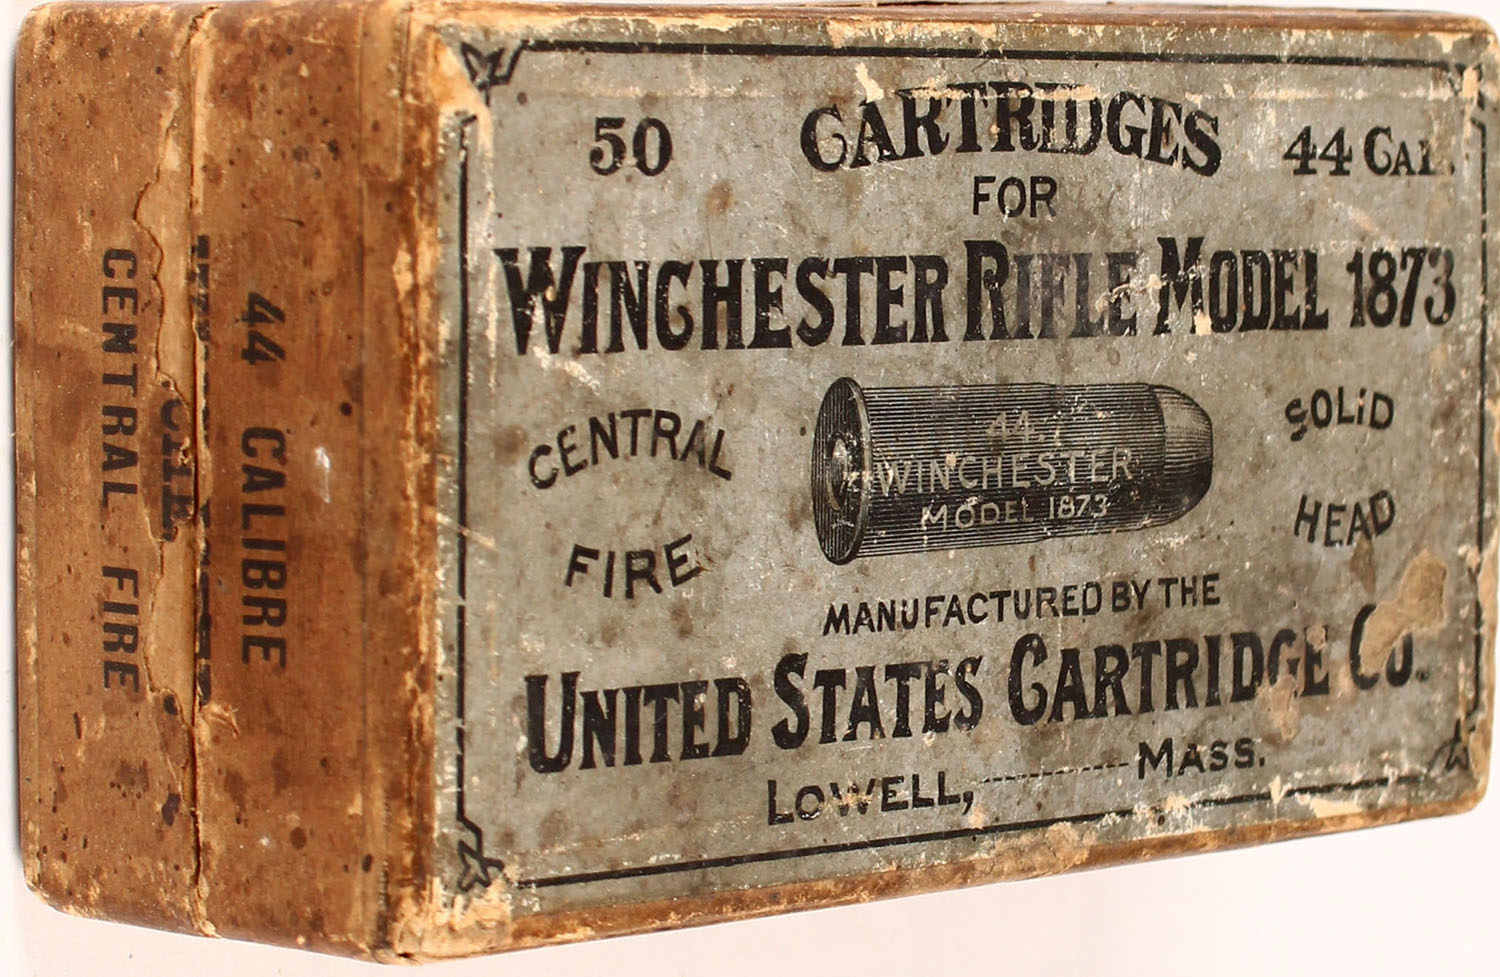 50 CARTRIDGES 44 CAL.
FOR
WINCHESTER RIFLE MODEL 1873
CENTRAL
FIRE
44.
WINCHESTER
MODEL 1873
SOLiD
HEAD
MANUFACTURED BY THE
UNITED STATES CARTRIDGE CO.
LOWELL, MASS.
44 CALIBRE
CENTRAL FIRE